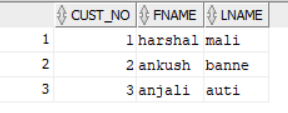 CUST_NO FNAME LNAME
1 1 harshal mali
2 2 ankush banne
3 3 anjali auti